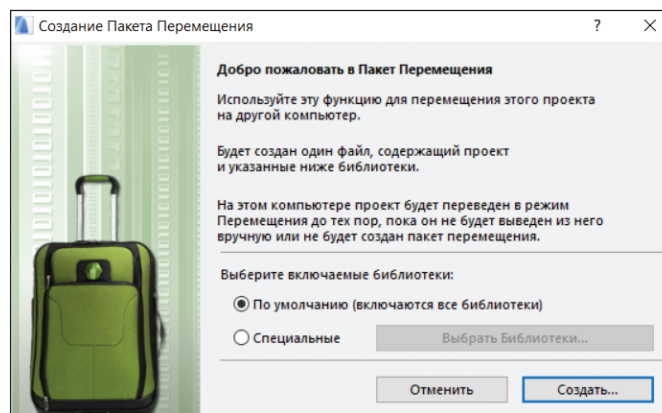 Создание Пакета Перемещения
Добро пожаловать в Пакет Перемещения
Используйте эту функцию для перемещения этого проекта
на другой компьютер.
Будет создан один файл, содержащий проект
и указанные ниже библиотеки.
На этом компьютере проект будет переведен в режим
Перемещения до тех пор, пока он не будет выведен из него
вручную или не будет создан пакет перемещения.
Выберите включаемые библиотеки:
По умолчанию (включаются все библиотеки)
Специальные
Выбрать Библиотеки...
Отменить
Создать...